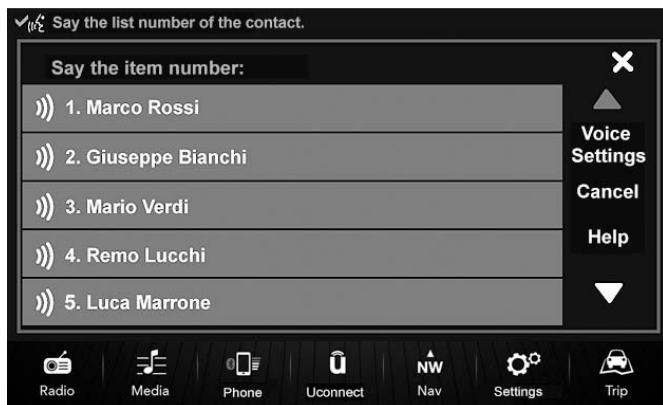 Say the list number of the contact.
Say the item number:
1. Marco Rossi
2. Giuseppe Bianchi
3. Mario Verdi
4. Remo Lucchi
5. Luca Marrone
Voice
Settings
Cancel
Help
Radio
Media
Phone
Uconnect
NW
Nav
Settings
Trip